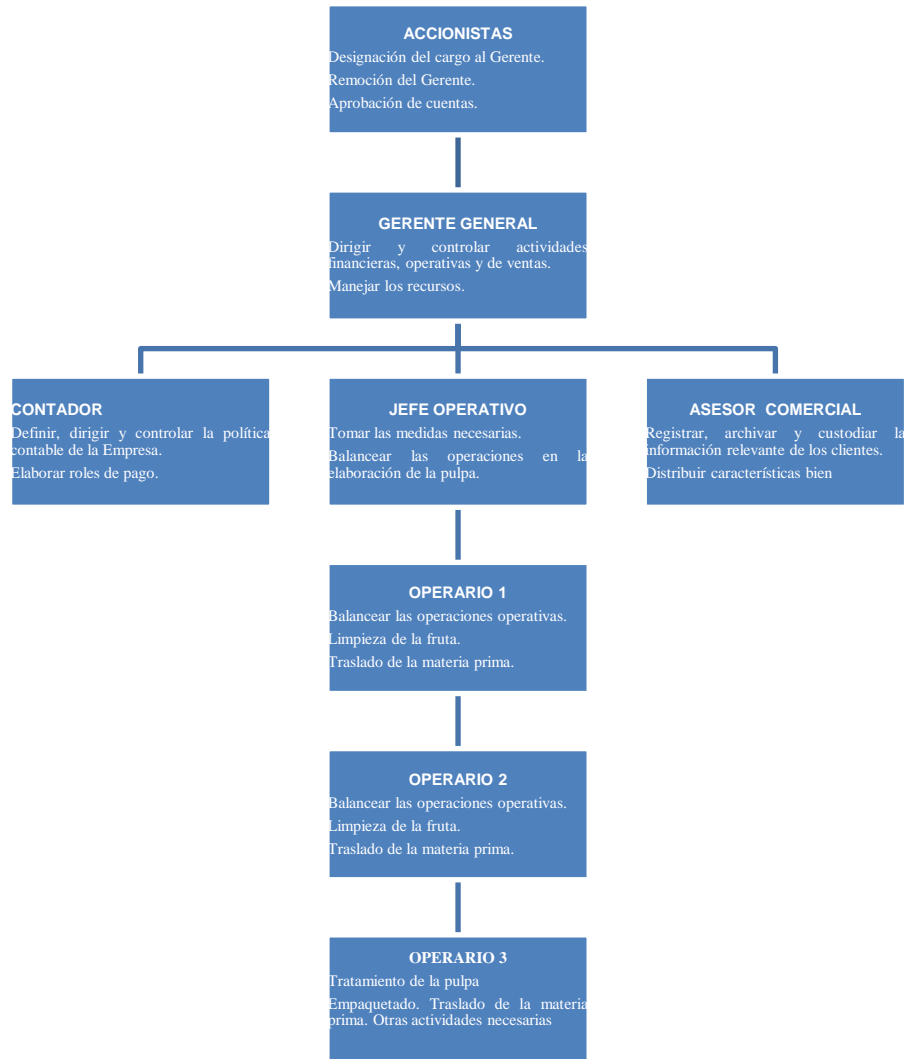 ACCIONISTAS
Designación del cargo al Gerente.
Remoción del Gerente.
Aprobación de cuentas.
GERENTE GENERAL
Dirigir y controlar actividades
financieras, operativas y de ventas.
Manejar los recursos.
CONTADOR
Definir, dirigir y controlar la política
contable de la Empresa.
Elaborar roles de pago.
JEFE OPERATIVO
Tomar las medidas necesarias.
Balancear las operaciones en la
elaboración de la pulpa.
ASESOR COMERCIAL
Registrar, archivar y custodiar la
información relevante de los clientes.
Distribuir características bien
OPERARIO 1
Balancear las operaciones operativas.
Limpieza de la fruta.
Traslado de la materia prima.
OPERARIO 2
Balancear las operaciones operativas.
Limpieza de la fruta.
Traslado de la materia prima.
OPERARIO 3
Tratamiento de la pulpa
Empaquetado. Traslado de la materia
prima. Otras actividades necesarias